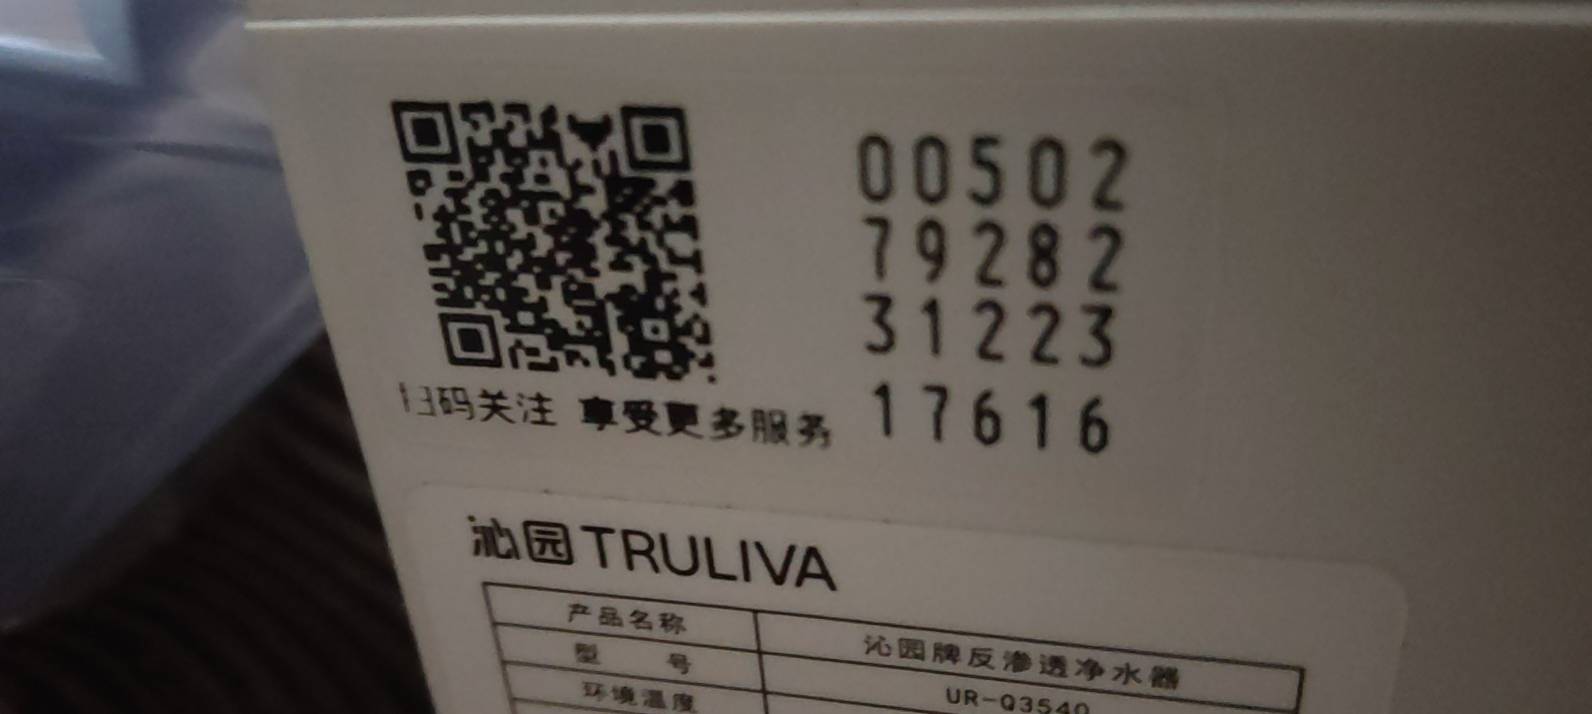 00502
79282
31223
17616
扫码关注 享受更多服务
沁园TRULIVA
产品名称 沁园牌反渗透净水器
型 号 UR-Q3540
环境温度